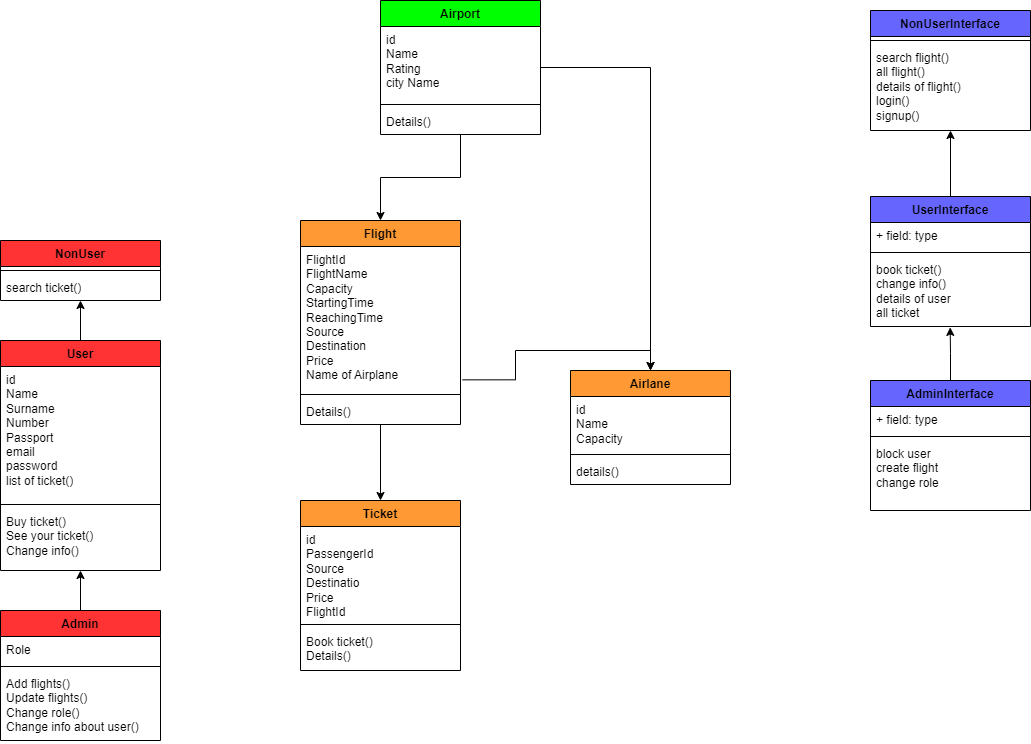 Airport
id
Name
Rating
city Name
Details()
NonUserInterface
search flight()
all flight()
details of flight()
login()
signup()
UserInterface
+ field: type
book ticket()
change info()
details of user
all ticket
AdminInterface
+ field: type
block user
create flight
change role
NonUser
search ticket()
User
id
Name
Surname
Number
Passport
email
password
list of ticket()
Buy ticket()
See your ticket()
Change info()
Admin
Role
Add flights()
Update flights()
Change role()
Change info about user()
Flight
FlightId
FlightName
Capacity
StartingTime
ReachingTime
Source
Destination
Price
Name of Airplane
Details()
Airlane
id
Name
Capacity
details()
Ticket
id
PassengerId
Source
Destinatio
Price
FlightId
Book ticket()
Details()